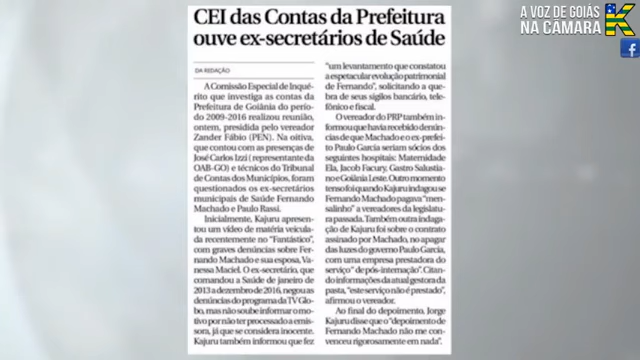 CEI das Contas da Prefeitura
ouve ex-secretários de Saúde
A VOZ DE GOIÁS
NA CÂMARA
K
f
DA REDAÇÃO
A Comissão Especial de Inqué-
rito que investiga as contas da
Prefeitura de Goiânia do perío-
do 2009-2016 realizou reunião,
ontem, presidida pelo vereador
Zander Fábio (PEN). Na oitiva,
que contou com as presenças de
José Carlos Izzi (representante da
OAB-GO) e técnicos do Tribunal
de Contas dos Municípios, foram
questionados os ex-secretários
municipais de Saúde Fernando
Machado e Paulo Rassi.
Inicialmente, Kajuru apresen-
tou um vídeo de matéria veicula-
da recentemente no "Fantástico",
com graves denúncias sobre Fer-
nando Machado e sua esposa, Va-
nessa Maciel. O ex-secretário, que
comandou a Saúde de janeiro de
2013 a dezembro de 2016, negou as
denúncias do programa da TV Glo-
bo, mas não soube informar o mo-
tivo por não ter processado a emis-
sora, já que se considera inocente.
Kajuru também informou que fez
"um levantamento que constatou
a espetacular evolução patrimonial
de Fernando", solicitando a que-
bra de seus sigilos bancário, tele-
fônico e fiscal.
O vereador do PRP também in-
formou que havia recebido denún-
cias de que Machado e o ex-prefei-
to Paulo Garcia seriam sócios dos
seguintes hospitais: Maternidade
Ela, Jacob Facury, Gastro Salustia-
no e Goiânia Leste. Outro momento
tenso foi quando Kajuru indagou se
Fernando Machado pagava "men-
salinho" a vereadores da legislatu-
ra passada. Também outra indaga-
ção de Kajuru foi sobre o contrato
assinado por Machado, no apagar
das luzes do governo Paulo Garcia,
com uma empresa prestadora do
serviço" de pós-internação". Citan-
do informações da atual gestora da
pasta, "este serviço não é prestado",
afirmou o vereador.
Ao final do depoimento, Jorge
Kajuru disse que o "depoimento de
Fernando Machado não me con-
venceu rigorosamente em nada".